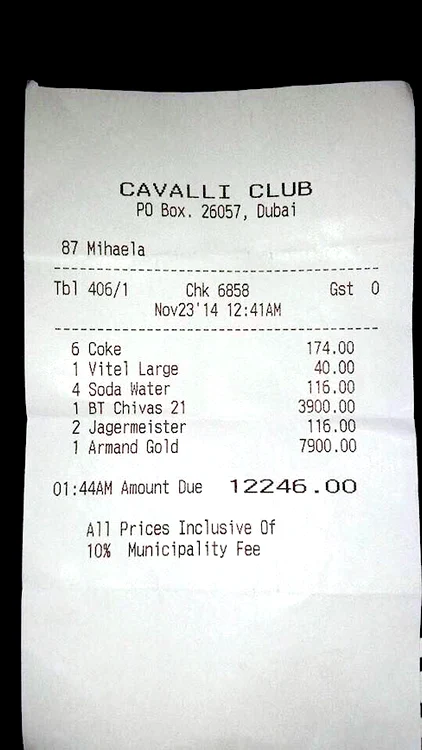 CAVALLI CLUB
PO Box. 26057, Dubai
87 Mihaela
Tbl 406/1 Chk 6858 Gst 0
Nov23'14 12:41AM
6 Coke 174.00
1 Vitel Large 40.00
4 Soda Water 116.00
1 BT Chivas 21 3900.00
2 Jagermeister 116.00
1 Armand Gold 7900.00
01:44AM Amount Due 12246.00
All Prices Inclusive Of
10% Municipality Fee